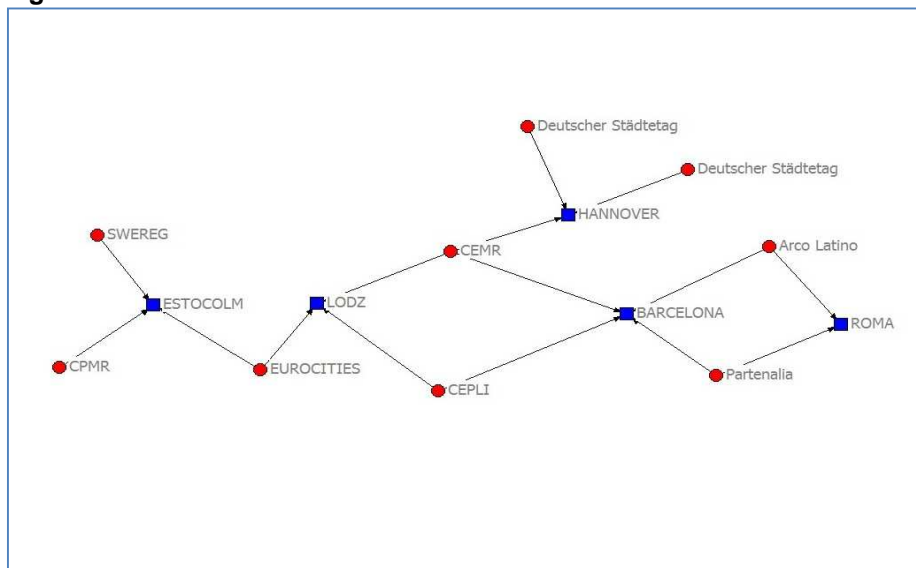 Deutscher Städtetag
Deutscher Städtetag
HANNOVER
SWEREG
CEMR
Arco Latino
ESTOCOLM
LODZ
BARCELONA
ROMA
CPMR
EUROCITIES
CEPLI
Partenalia